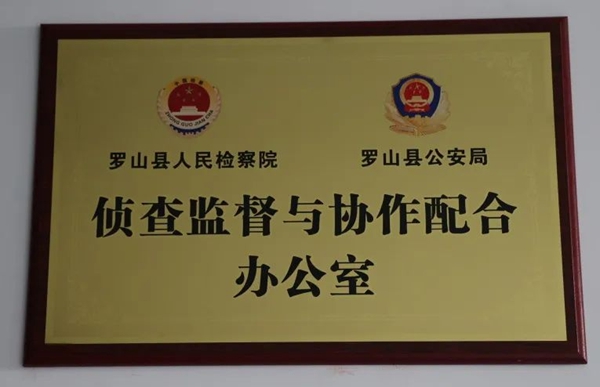 罗山县人民检察院 罗山县公安局
侦查监督与协作配合
办公室